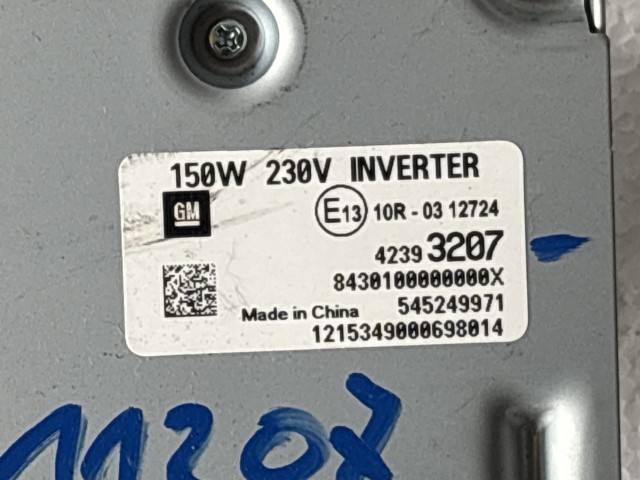 150W 230V INVERTER
GM E13 10R - 03 12724
4239 3207
8430100000000X
Made in China 545249971
1215349000698014